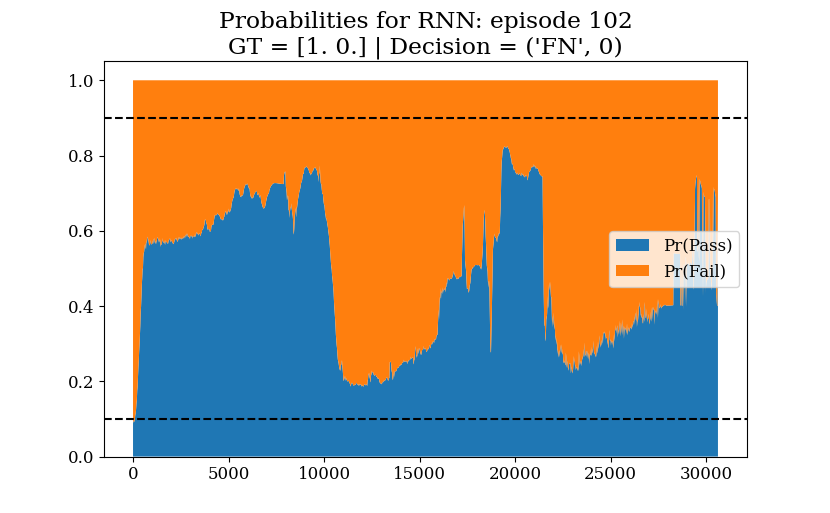 Probabilities for RNN: episode 102
GT = [1. 0.] | Decision = ('FN', 0)
1.0
0.8
0.6
0.4
0.2
0.0
Pr(Pass)
Pr(Fail)
0 5000 10000 15000 20000 25000 30000